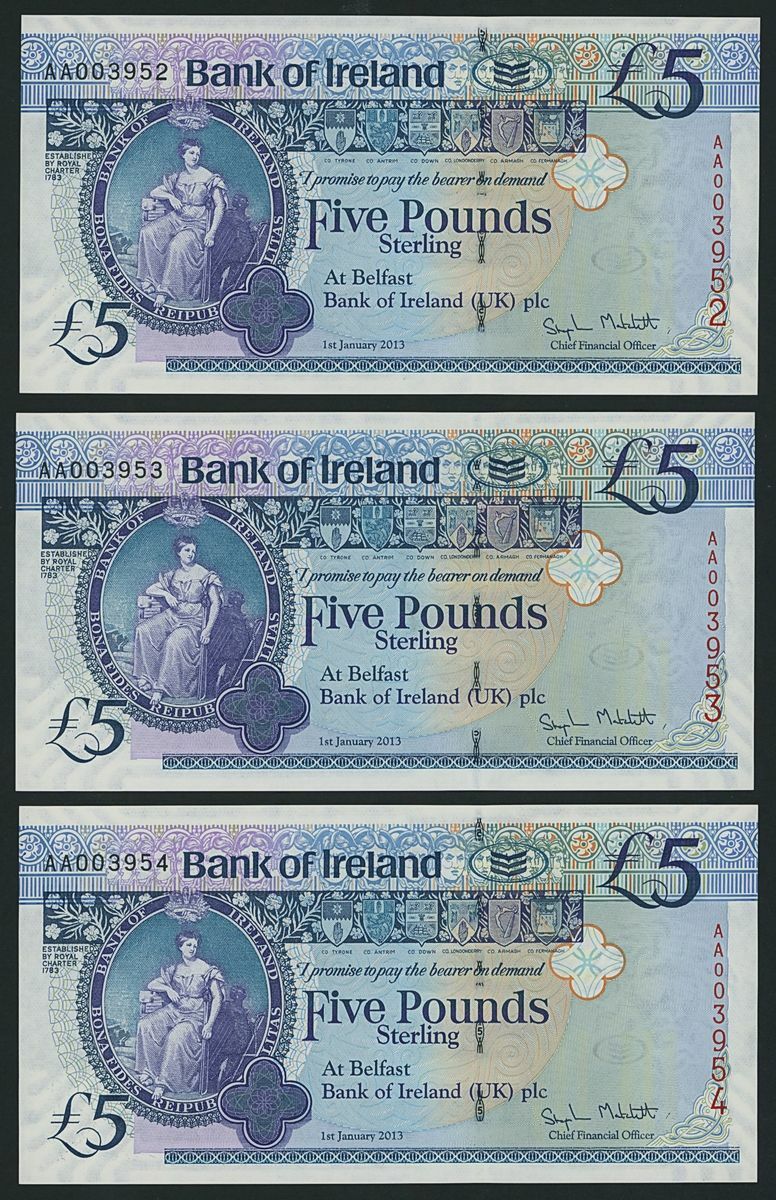 AA003952 Bank of Ireland £5
ESTABLISHED
BY ROYAL
CHARTER
1783
BANK OF IRELAND
BONA FIDES REIPUB
LITAS
CO. TYRONE CO. ANTRIM CO. DOWN CO. LONDONDERRY CO. ARMAGH CO. FERMANAGH
I promise to pay the bearer on demand
Five Pounds
Sterling
At Belfast
Bank of Ireland (UK) plc
£5
1st January 2013
Chief Financial Officer
AA003952
AA003953 Bank of Ireland £5
ESTABLISHED
BY ROYAL
CHARTER
1783
BANK OF IRELAND
BONA FIDES REIPUB
LITAS
CO. TYRONE CO. ANTRIM CO. DOWN CO. LONDONDERRY CO. ARMAGH CO. FERMANAGH
I promise to pay the bearer on demand
Five Pounds
Sterling
At Belfast
Bank of Ireland (UK) plc
£5
1st January 2013
Chief Financial Officer
AA003953
AA003954 Bank of Ireland £5
ESTABLISHED
BY ROYAL
CHARTER
1783
BANK OF IRELAND
BONA FIDES REIPUB
LITAS
CO. TYRONE CO. ANTRIM CO. DOWN CO. LONDONDERRY CO. ARMAGH CO. FERMANAGH
I promise to pay the bearer on demand
Five Pounds
Sterling
At Belfast
Bank of Ireland (UK) plc
£5
1st January 2013
Chief Financial Officer
AA003954